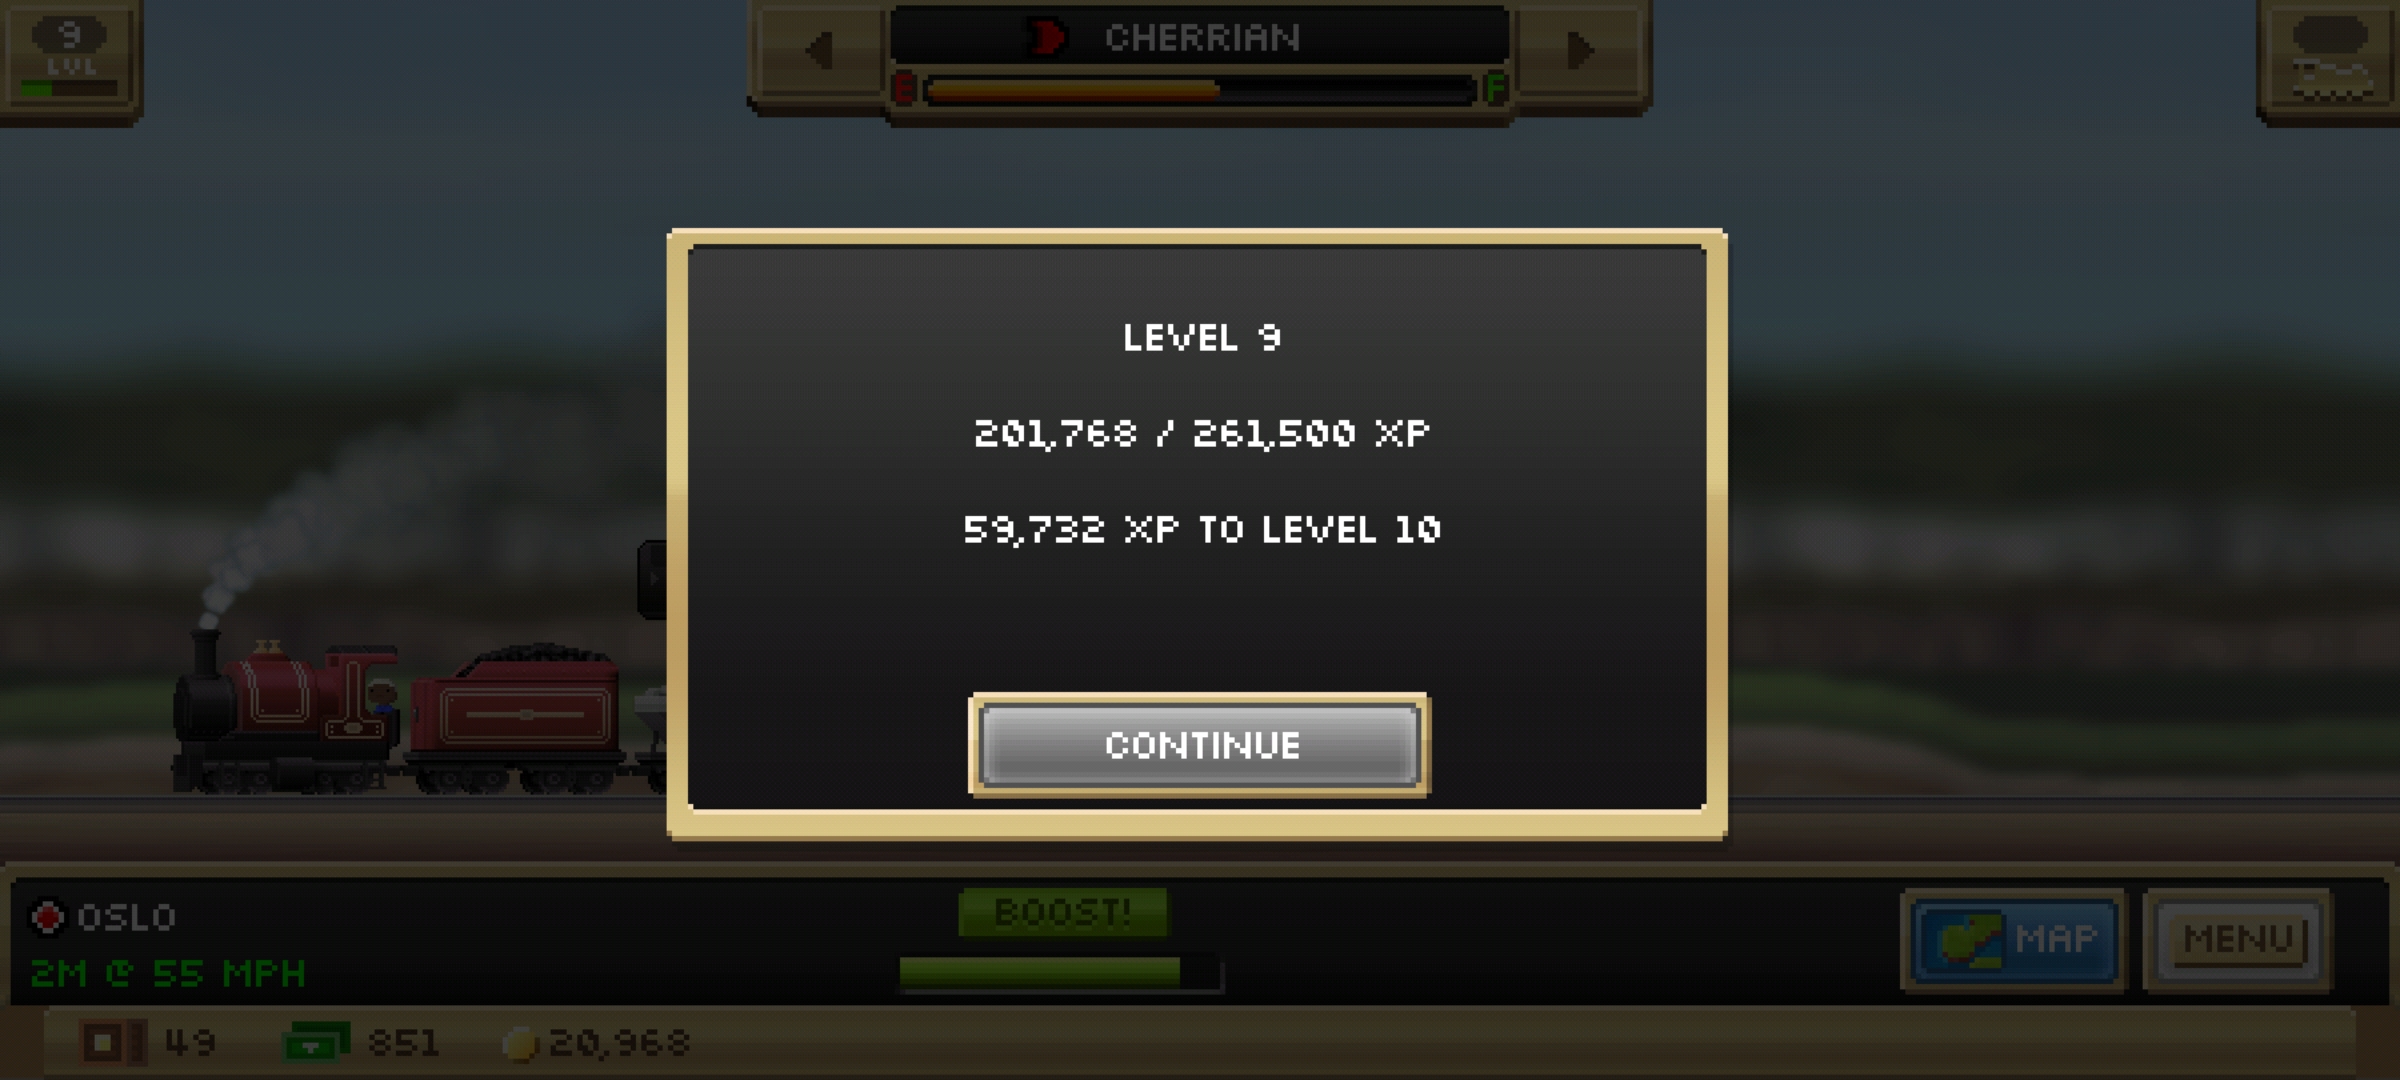 9
LVL
CHERRIAN
E F
LEVEL 9
201,768 / 261,500 XP
59,732 XP TO LEVEL 10
CONTINUE
OSLO
2M @ 55 MPH
BOOST!
MAP
MENU
49 851 20,968